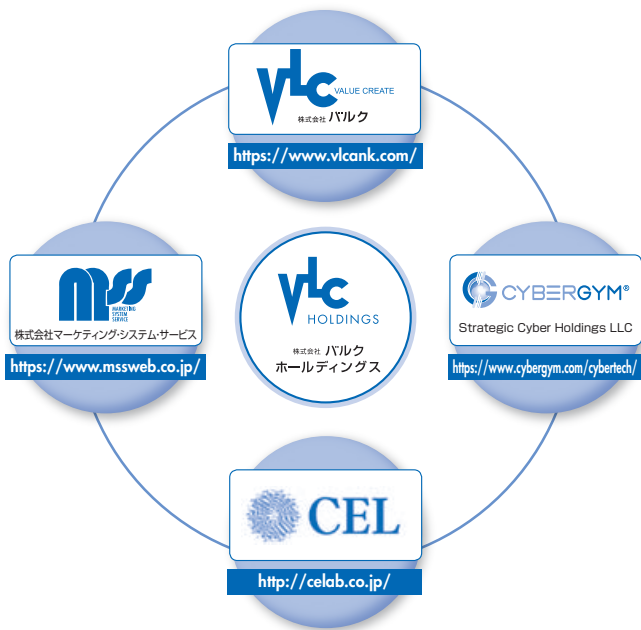 VLC
VALUE CREATE
株式会社 バルク
https://www.vlcank.com/
mss
MARKETING
SYSTEM
SERVICE
株式会社マーケティング・システム・サービス
https://www.mssweb.co.jp/
VLC
HOLDINGS
株式会社 バルク
ホールディングス
CYBERGYM®
Strategic Cyber Holdings LLC
https://www.cybergym.com/cybertech/
CEL
http://celab.co.jp/